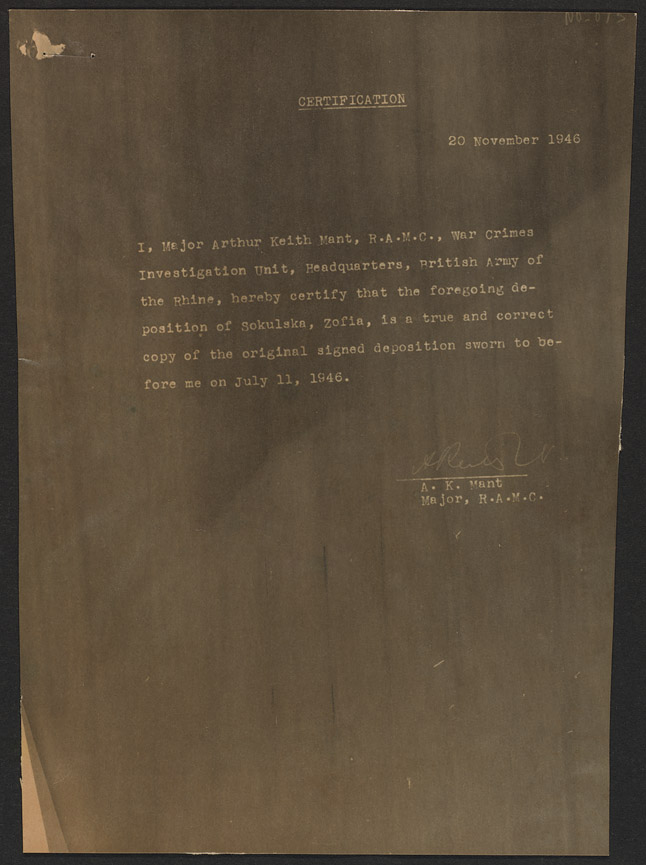 CERTIFICATION
20 November 1946
I, Major Arthur Keith Mant, R.A.M.C., War Crimes
Investigation Unit, Headquarters, British Army of
the Rhine, hereby certify that the foregoing de-
position of Sokulska, Zofia, is a true and correct
copy of the original signed deposition sworn to be-
fore me on July 11, 1946.
A. K. Mant
Major, R.A.M.C.